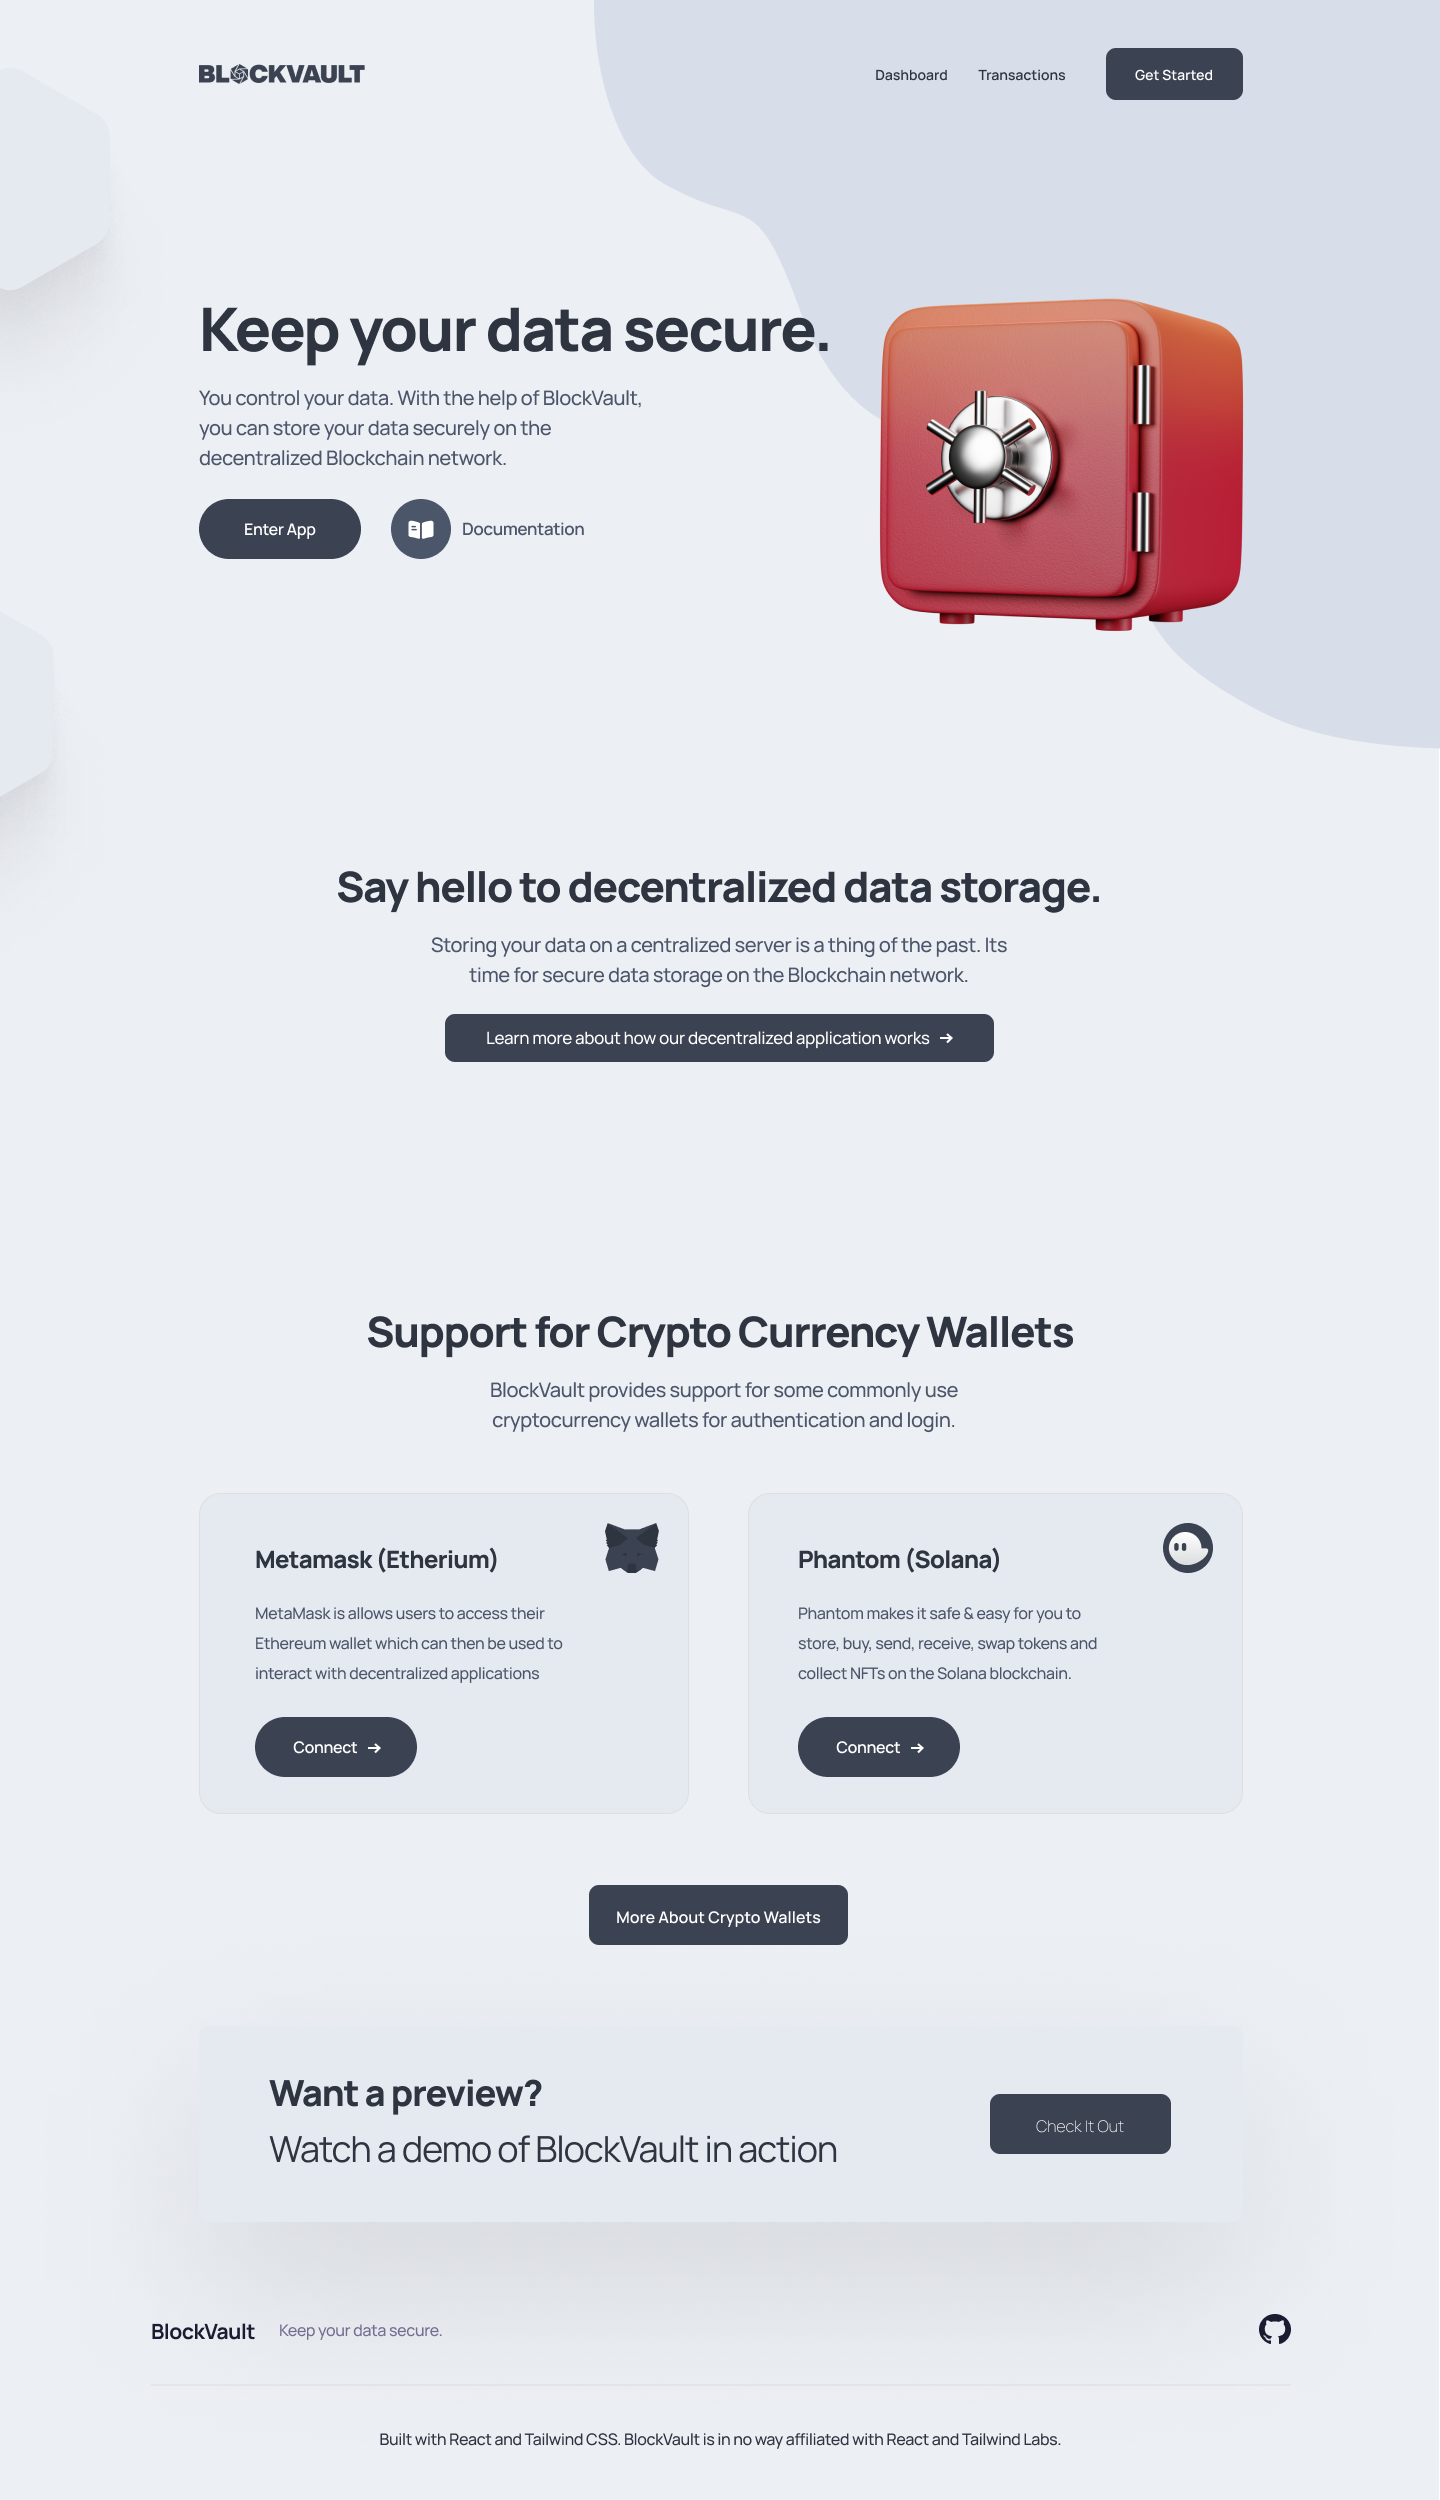 BLOCKVAULT
Dashboard
Transactions
Get Started
Keep your data secure.
You control your data. With the help of BlockVault,
you can store your data securely on the
decentralized Blockchain network.
Enter App
Documentation
Say hello to decentralized data storage.
Storing your data on a centralized server is a thing of the past. Its
time for secure data storage on the Blockchain network.
Learn more about how our decentralized application works →
Support for Crypto Currency Wallets
BlockVault provides support for some commonly use
cryptocurrency wallets for authentication and login.
Metamask (Etherium)
MetaMask is allows users to access their
Ethereum wallet which can then be used to
interact with decentralized applications
Connect →
Phantom (Solana)
Phantom makes it safe & easy for you to
store, buy, send, receive, swap tokens and
collect NFTs on the Solana blockchain.
Connect →
More About Crypto Wallets
Want a preview?
Watch a demo of BlockVault in action
Check It Out
BlockVault
Keep your data secure.
Built with React and Tailwind CSS. BlockVault is in no way affiliated with React and Tailwind Labs.